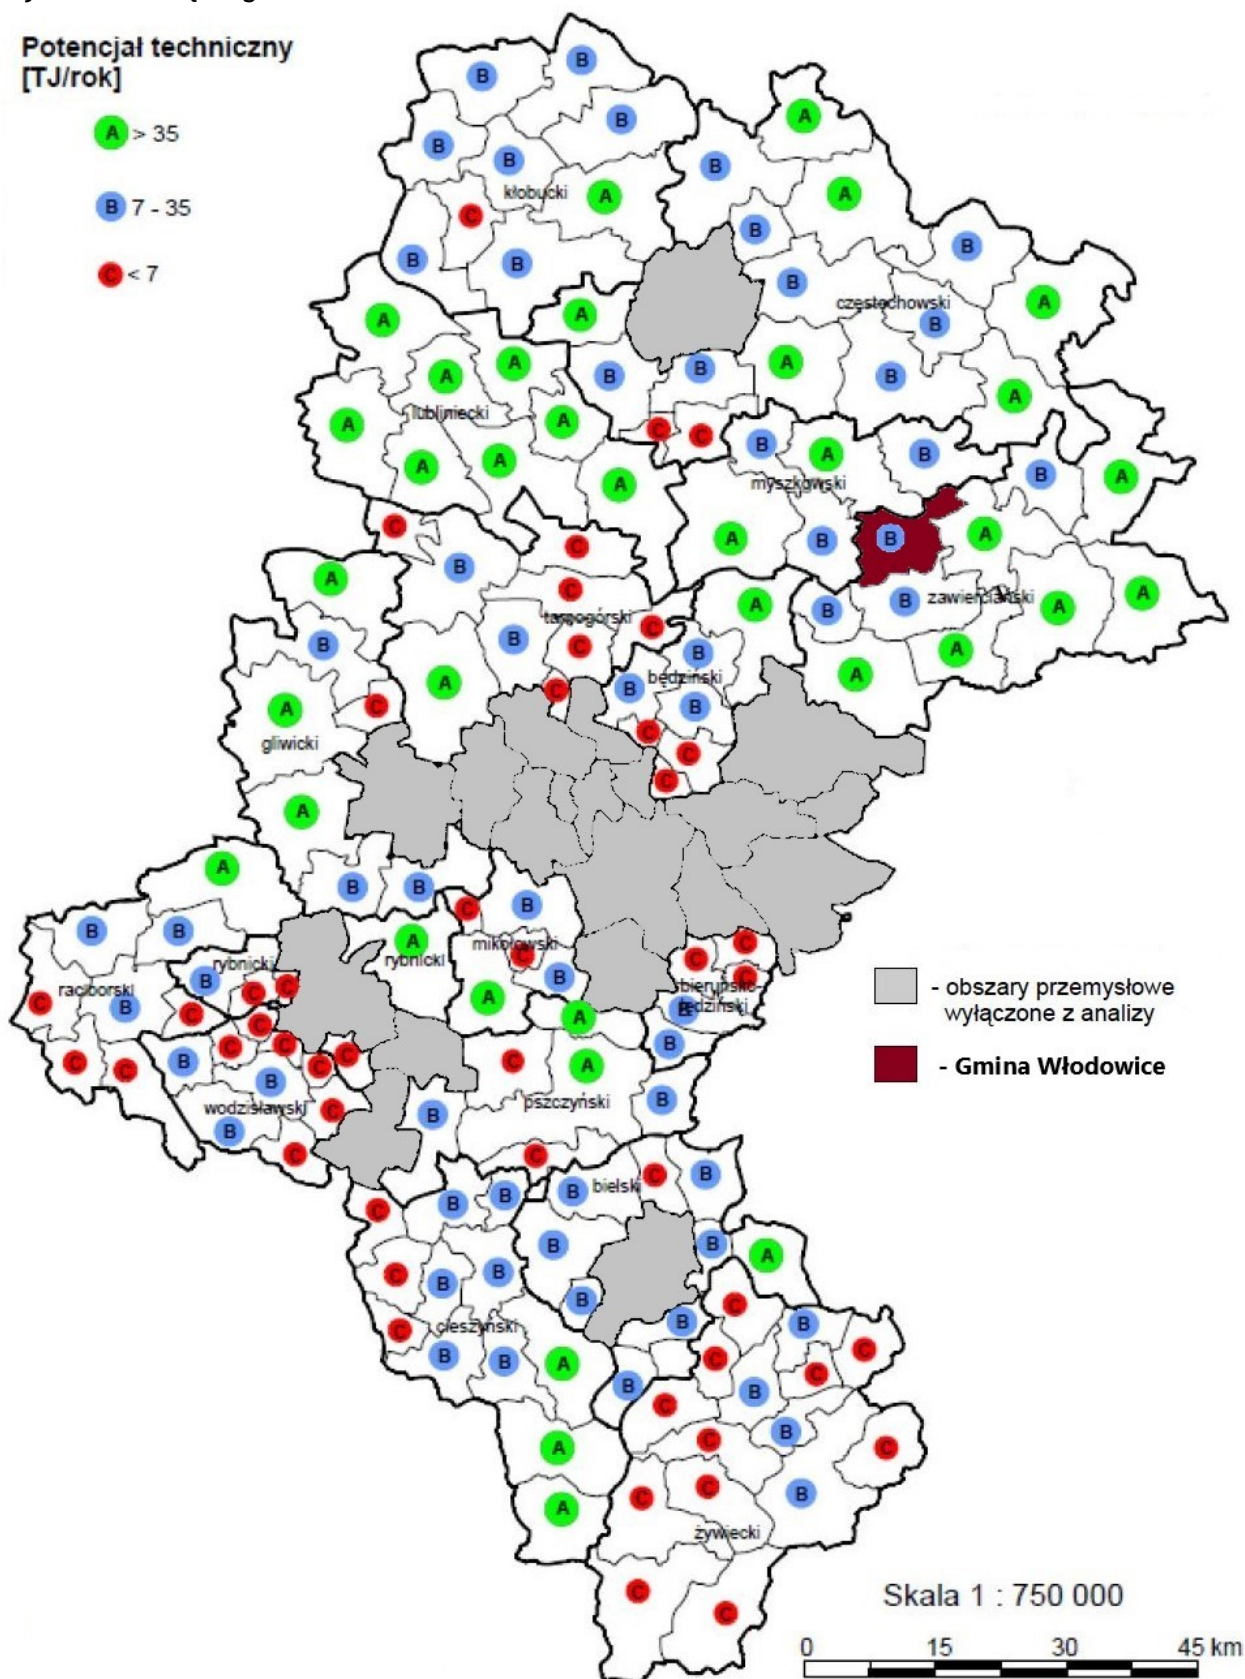 Potencjał techniczny
[TJ/rok]
A > 35
B 7 - 35
C < 7
B B
B A
B B B
kłobucki A A
C B
B B B
częstochowski A
A A B B
A A B B A B
lubliniecki
A A C C B A B
A A A B A
myszkowski
C C A B B A
A B C
B zawierciański A A
B tarnogórski C A B
B C B A
A C B będziński A
A C B
gliwicki C C
A C
A B B
C B
B B A mikołowski C
rybnicki rybnicki C C
raciborski B C C A B C
C B C A bieruńsko-
lędziński B
C C B C C C C C C A B
B pszczyński B
wodzisławski C B
B C C
C B B B bielski C B
B B A
C B B B C
C cieszyński B B
B B A C C C
B C B
A C B C
C C B
A żywiecki
C C
- obszary przemysłowe
wyłączone z analizy
- Gmina Włodowice
Skala 1 : 750 000
0 15 30 45 km